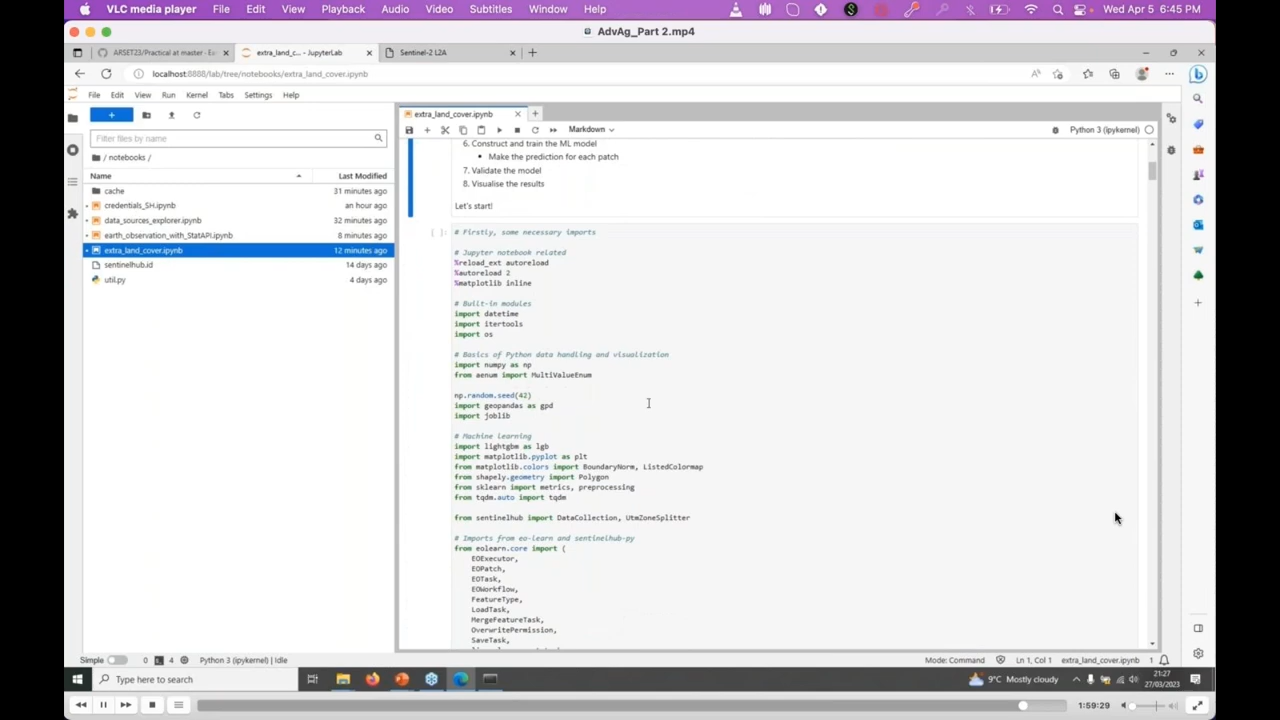 VLC media player File Edit View Playback Audio Video Subtitles Window Help Wed Apr 5 6:45 PM
AdvAg_Part 2.mp4
extra_land_c... - JupyterLab
Sentinel-2 L2A
localhost:8888/lab/tree/notebooks/extra_land_cover.ipynb
File Edit View Run Kernel Tabs Settings Help
extra_land_cover.ipynb
Markdown
Python 3 (ipykernel)
Filter files by name
/ notebooks /
Name Last Modified
cache 31 minutes ago
credentials_SH.ipynb an hour ago
data_sources_explorer.ipynb 32 minutes ago
earth_observation_with_StatAPI.ipynb 8 minutes ago
extra_land_cover.ipynb 12 minutes ago
sentinelhub.id 14 days ago
util.py 4 days ago
6. Construct and train the ML model
• Make the prediction for each patch
7. Validate the model
8. Visualise the results
Let's start!
[ ]: # Firstly, some necessary imports
# Jupyter notebook related
%reload_ext autoreload
%autoreload 2
%matplotlib inline
# Built-in modules
import datetime
import itertools
import os
# Basics of Python data handling and visualization
import numpy as np
from aenum import MultiValueEnum
np.random.seed(42)
import geopandas as gpd
import joblib
# Machine learning
import lightgbm as lgb
import matplotlib.pyplot as plt
from matplotlib.colors import BoundaryNorm, ListedColormap
from shapely.geometry import Polygon
from sklearn import metrics, preprocessing
from tqdm.auto import tqdm
from sentinelhub import DataCollection, UtmZoneSplitter
# Imports from eo-learn and sentinelhub-py
from eolearn.core import (
EOExecutor,
EOPatch,
EOTask,
EOWorkflow,
FeatureType,
LoadTask,
MergeFeatureTask,
OverwritePermission,
SaveTask,
Simple 0 4 Python 3 (ipykernel) | Idle Mode: Command Ln 1, Col 1 extra_land_cover.ipynb 1
Type here to search
9°C Mostly cloudy
21:27
27/03/2023
1:59:29